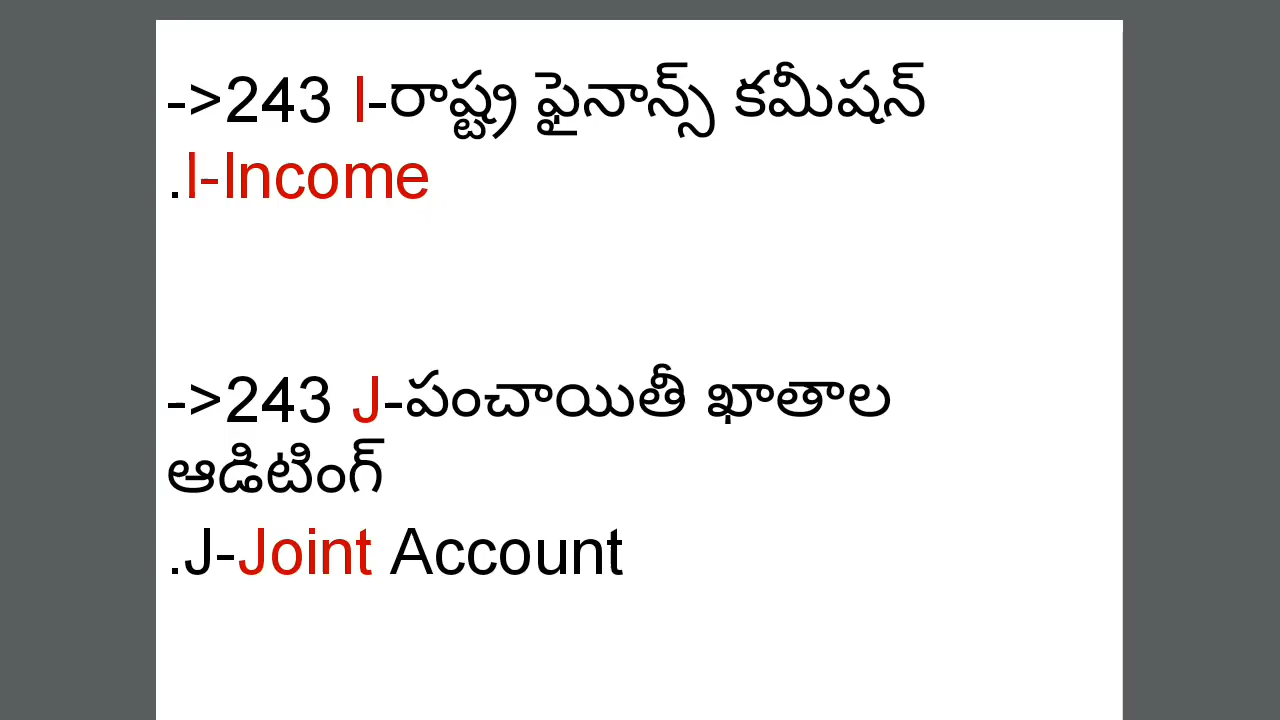 ->243 I-రాష్ట్ర ఫైనాన్స్ కమీషన్
.I-Income
->243 J-పంచాయితీ ఖాతాల
ఆడిటింగ్
.J-Joint Account